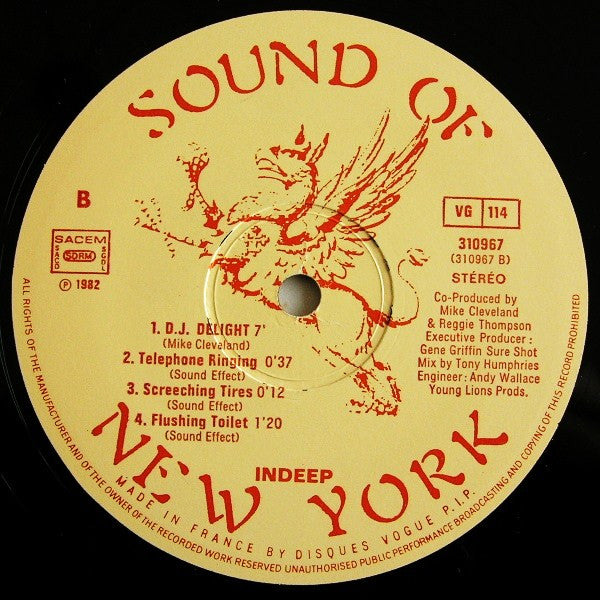 SOUND OF
B
SACEM
SACD
SDRM
SGDL
℗ 1982
VG 114
310967
(310967 B)
STÉRÉO
Co-Produced by
Mike Cleveland
& Reggie Thompson
Executive Producer:
Gene Griffin Sure Shot
Mix by Tony Humphries
Engineer: Andy Wallace
Young Lions Prods.
1. D.J. DELIGHT 7'
(Mike Cleveland)
2. Telephone Ringing 0'37
(Sound Effect)
3. Screeching Tires 0'12
(Sound Effect)
4. Flushing Toilet 1'20
(Sound Effect)
INDEEP
NEW YORK
MADE IN FRANCE BY DISQUES VOGUE P.I.P.
ALL RIGHTS OF THE MANUFACTURER AND OF THE OWNER OF THE RECORDED WORK RESERVED UNAUTHORISED PUBLIC PERFORMANCE BROADCASTING AND COPYING OF THIS RECORD PROHIBITED